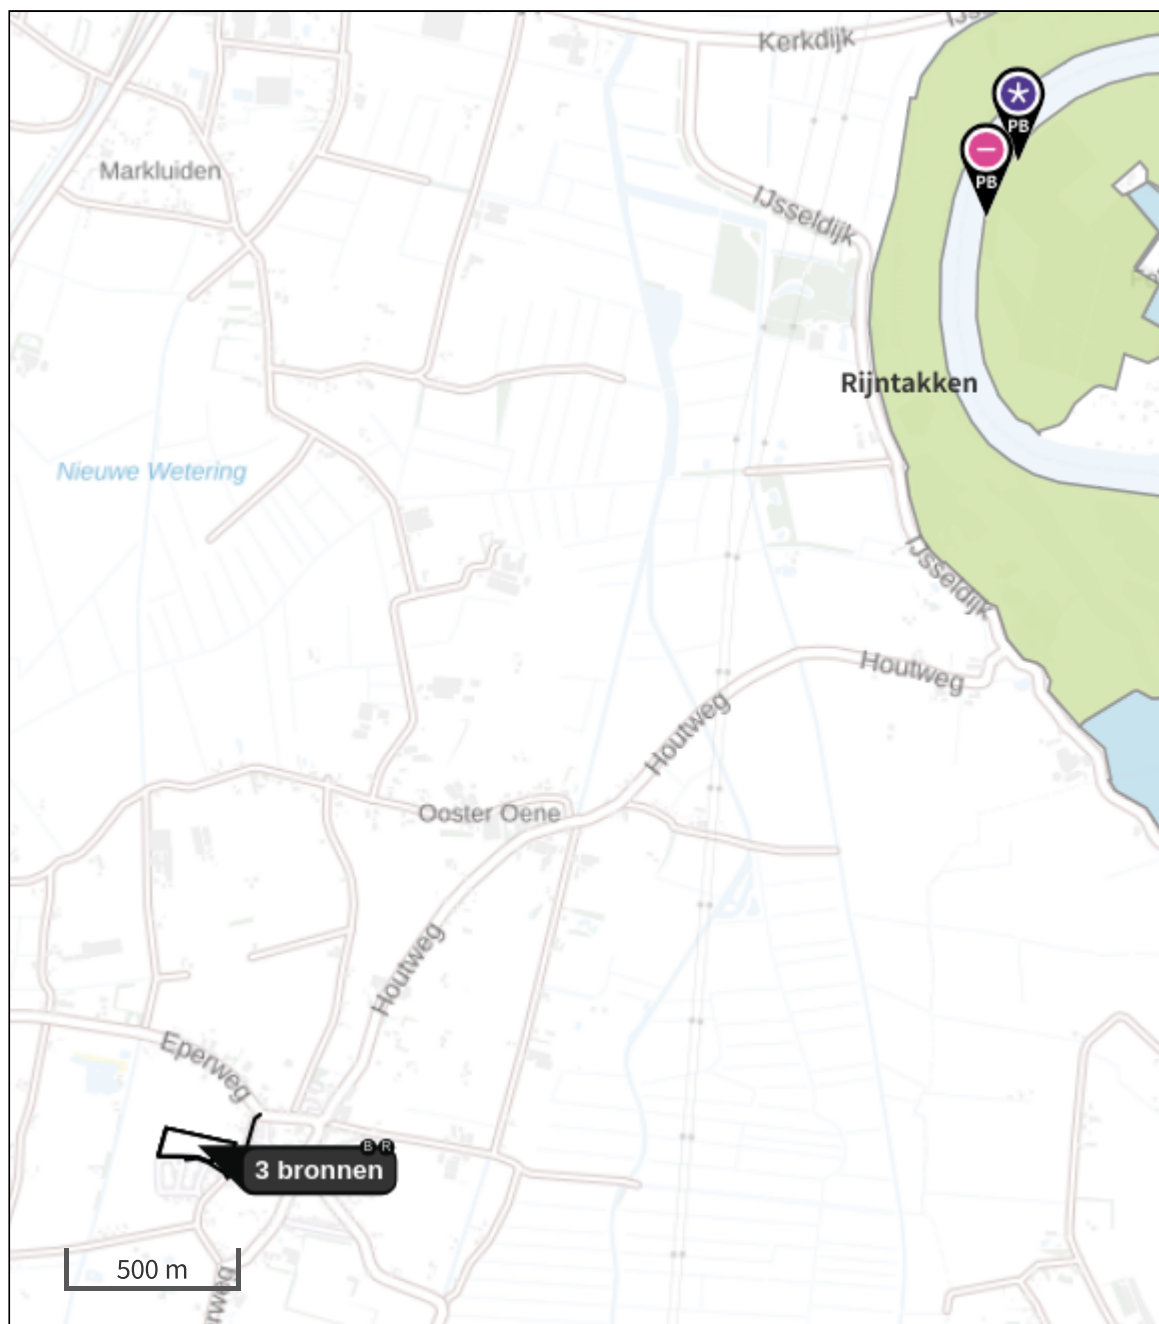 Kerkdijk
PB
Markluiden
PB
IJsseldijk
Rijntakken
Nieuwe Wetering
IJsseldijk
Houtweg
Houtweg
Ooster Oene
Houtweg
Eperweg
B R
3 bronnen
500 m